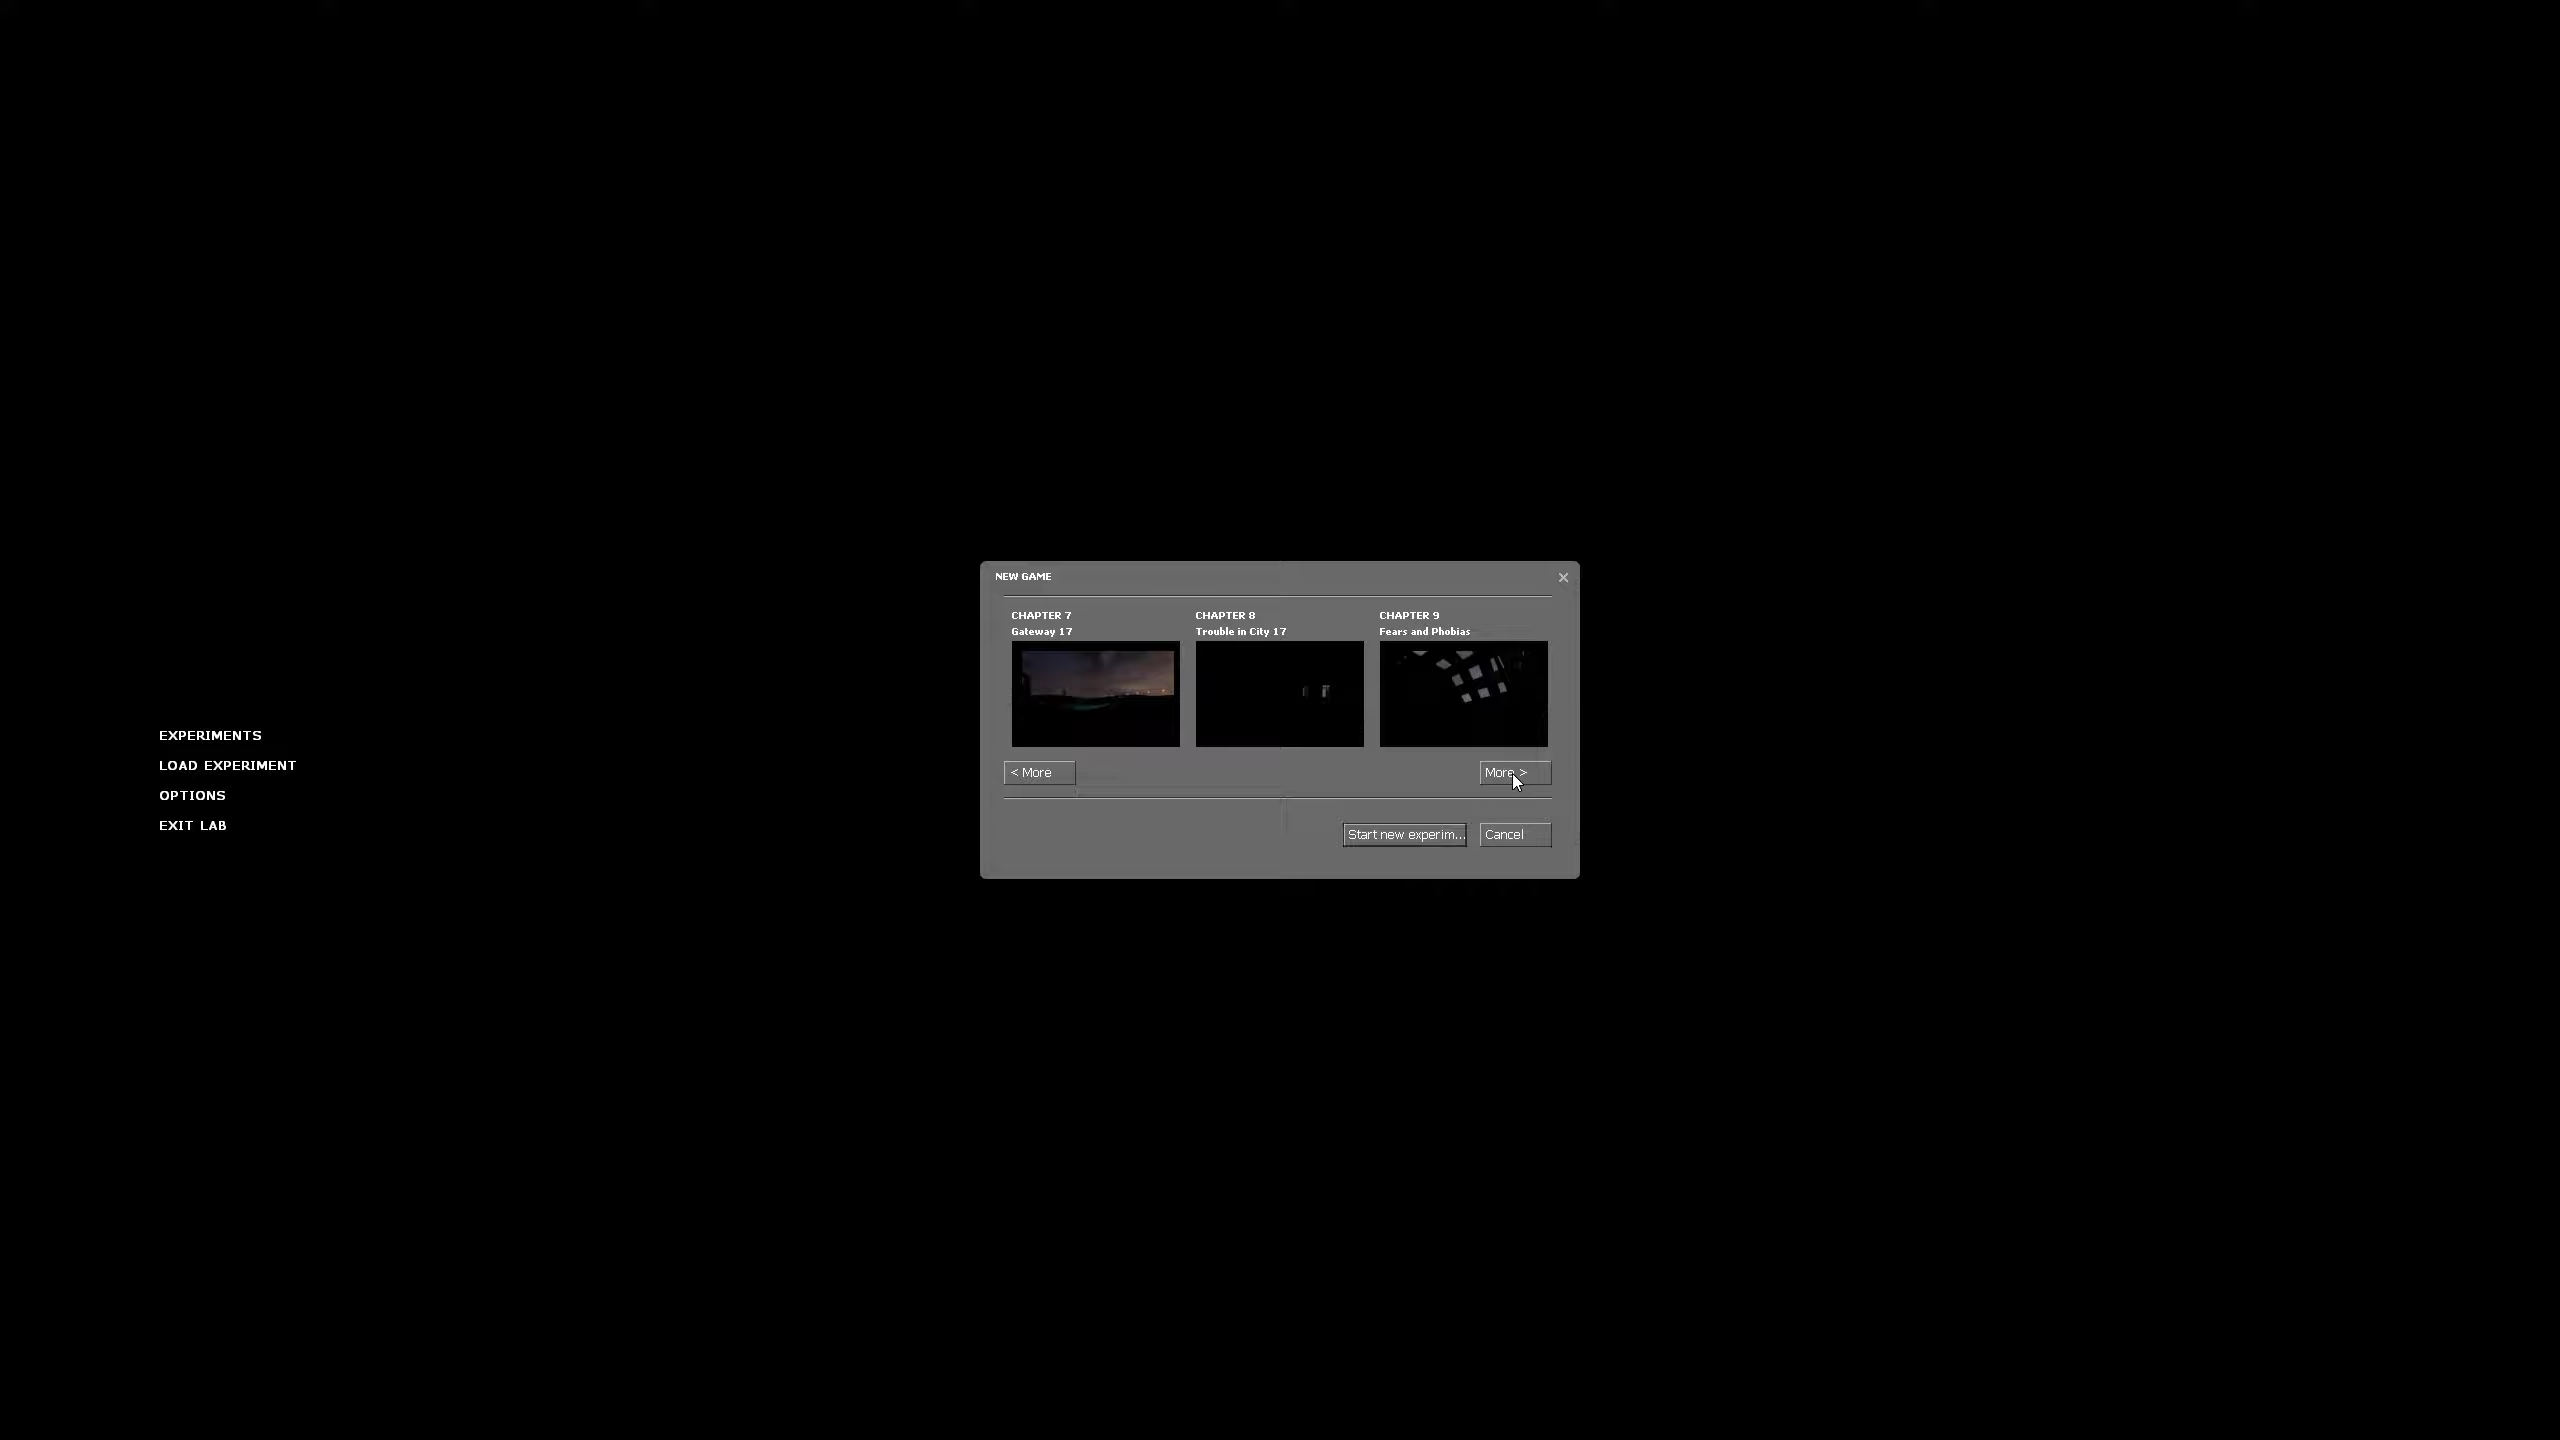 NEW GAME
CHAPTER 7
Gateway 17
CHAPTER 8
Trouble in City 17
CHAPTER 9
Fears and Phobias
< More
More >
Start new experim...
Cancel
EXPERIMENTS
LOAD EXPERIMENT
OPTIONS
EXIT LAB